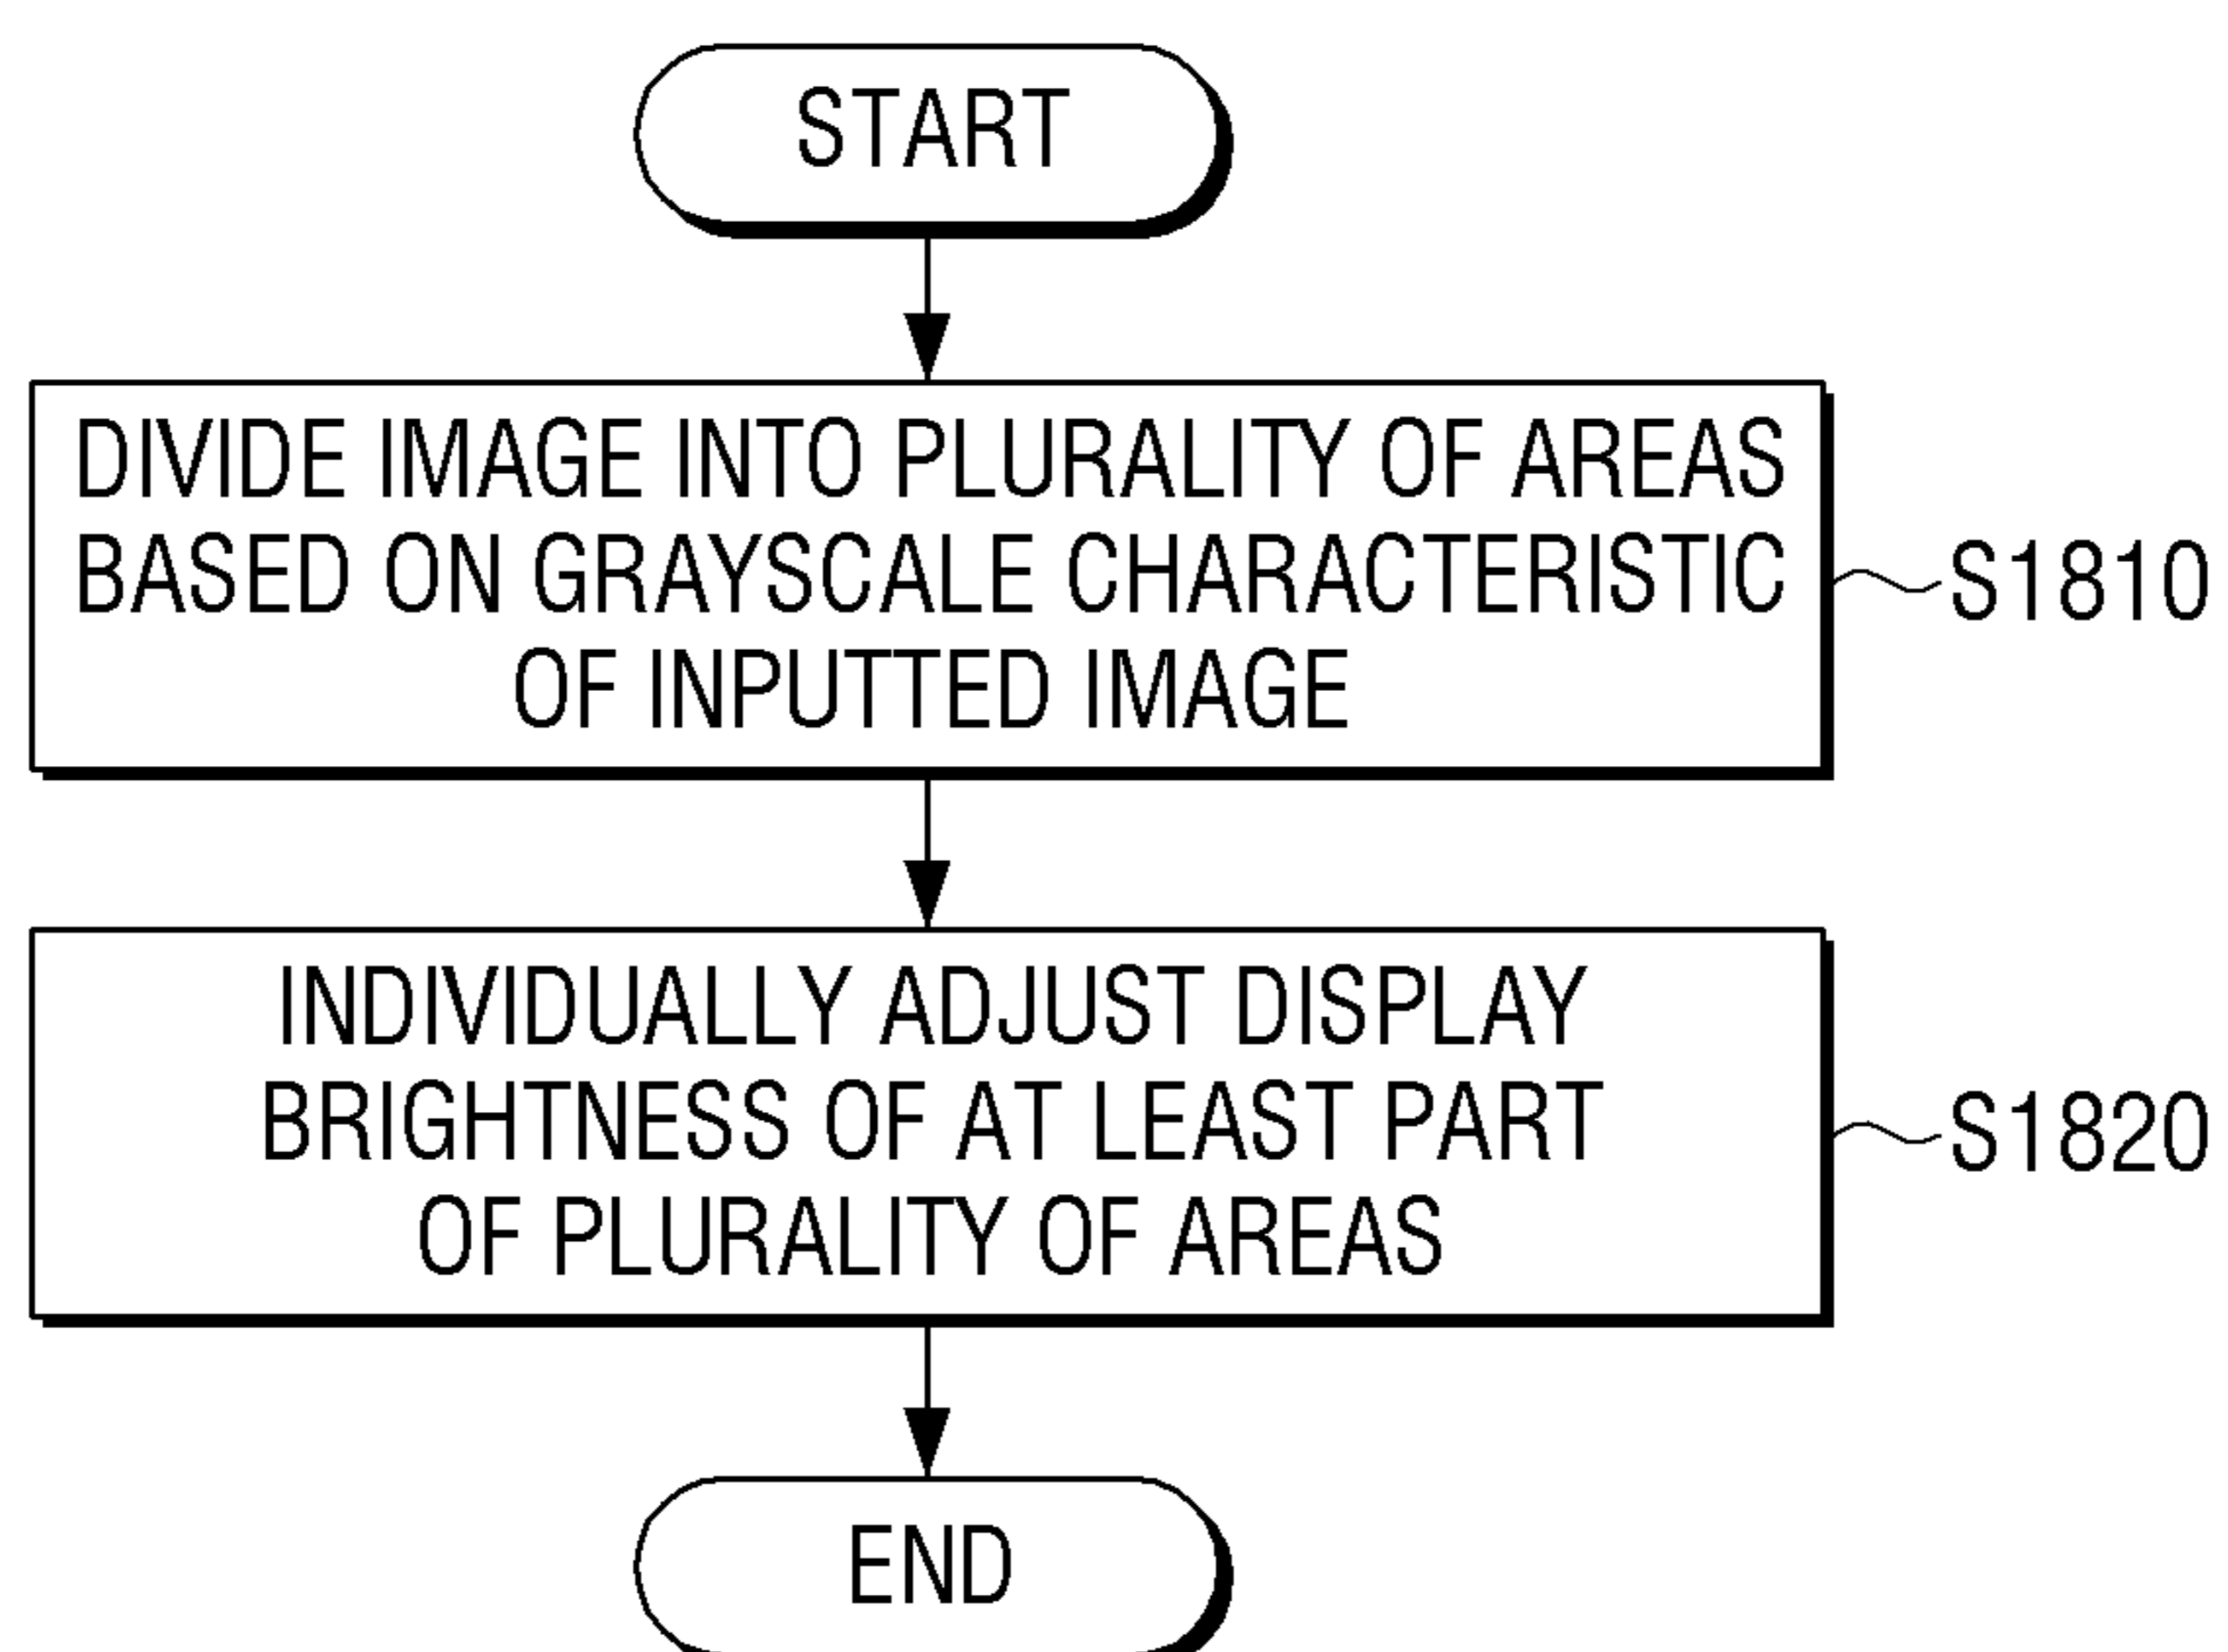 START
DIVIDE IMAGE INTO PLURALITY OF AREAS
BASED ON GRAYSCALE CHARACTERISTIC
OF INPUTTED IMAGE
S1810
INDIVIDUALLY ADJUST DISPLAY
BRIGHTNESS OF AT LEAST PART
OF PLURALITY OF AREAS
S1820
END